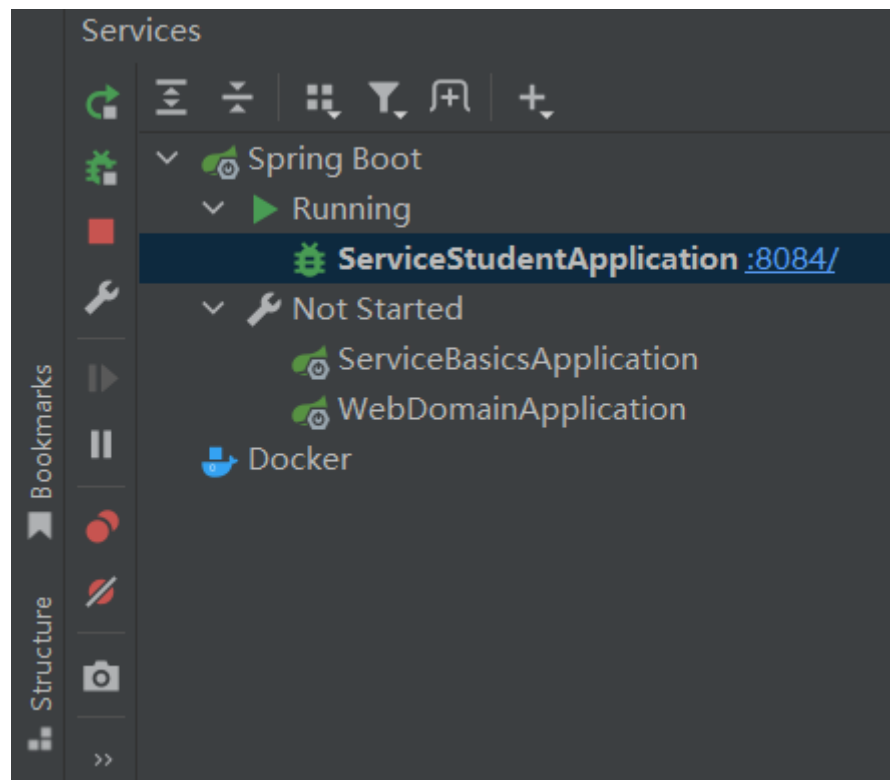 Services
Spring Boot
Running
ServiceStudentApplication :8084/
Not Started
ServiceBasicsApplication
WebDomainApplication
Docker
Bookmarks
Structure